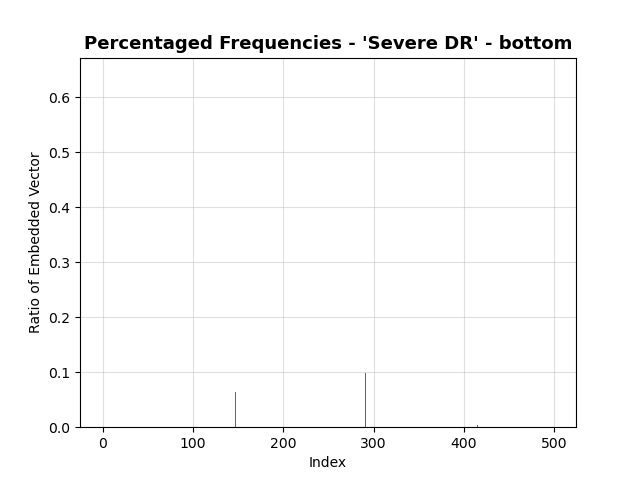 Percentaged Frequencies - 'Severe DR' - bottom
Ratio of Embedded Vector
0.6
0.5
0.4
0.3
0.2
0.1
0.0
0 100 200 300 400 500
Index